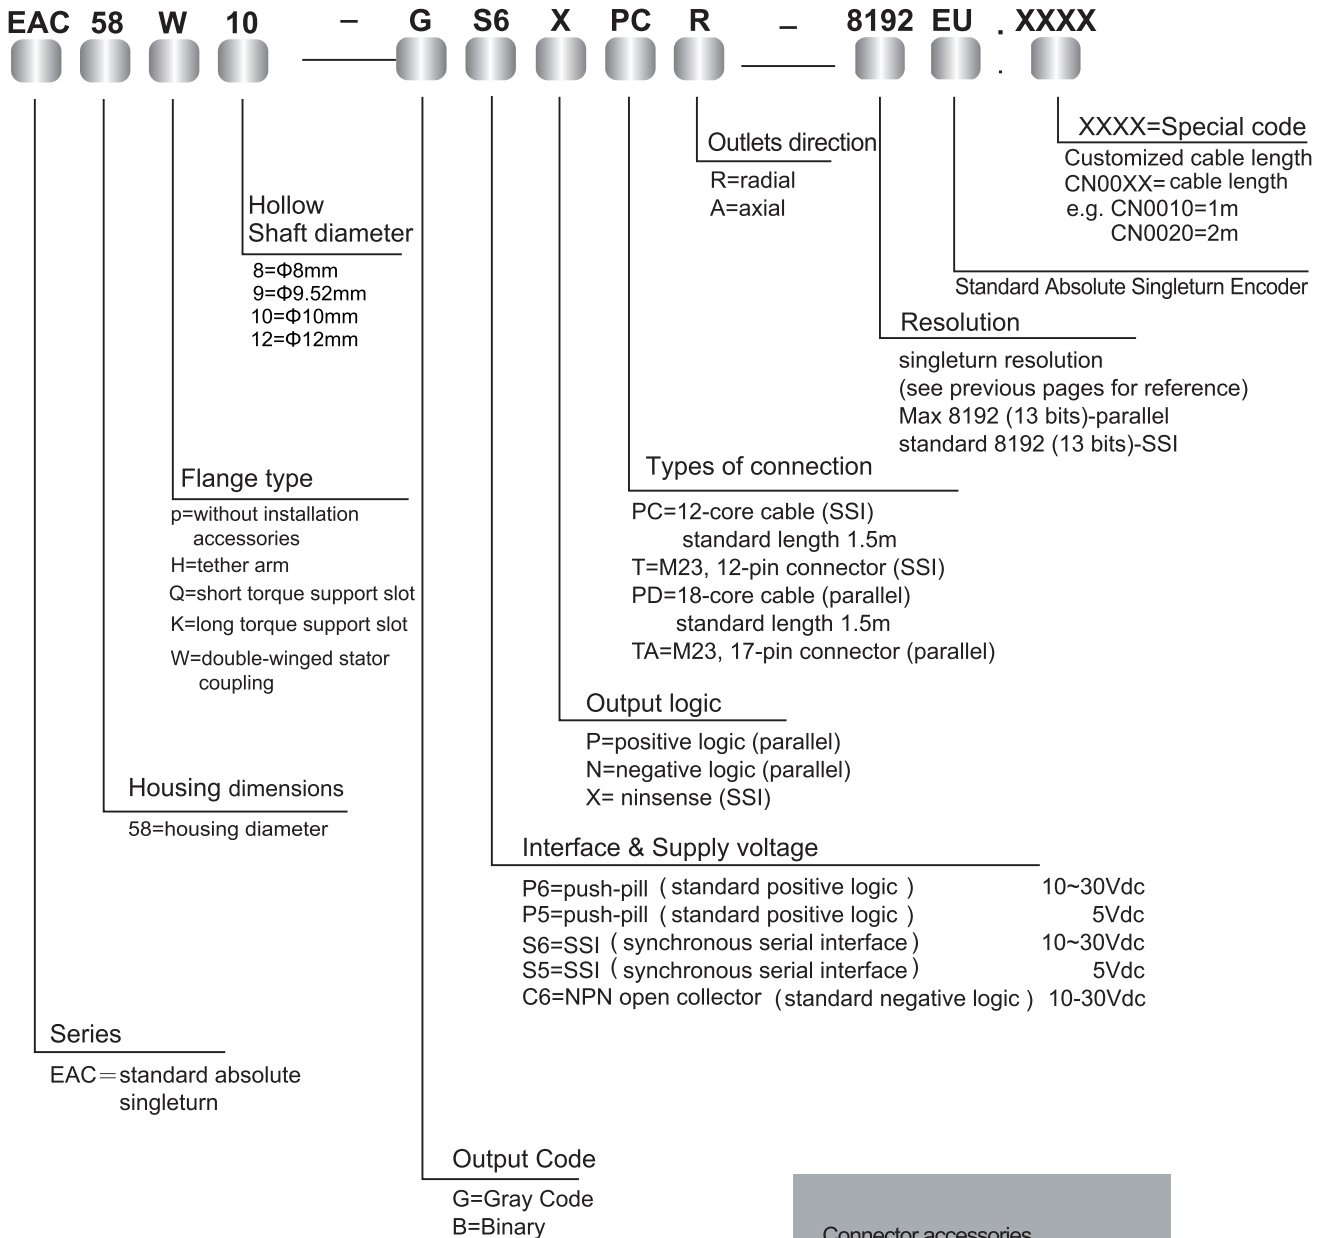 EAC 58 W 10 – G S6 X PC R – 8192 EU . XXXX
.
Outlets direction
R=radial
A=axial
XXXX=Special code
Customized cable length
CN00XX= cable length
e.g. CN0010=1m
CN0020=2m
Hollow
Shaft diameter
8=Φ8mm
9=Φ9.52mm
10=Φ10mm
12=Φ12mm
Standard Absolute Singleturn Encoder
Resolution
singleturn resolution
(see previous pages for reference)
Max 8192 (13 bits)-parallel
standard 8192 (13 bits)-SSI
Flange type
p=without installation
accessories
H=tether arm
Q=short torque support slot
K=long torque support slot
W=double-winged stator
coupling
Types of connection
PC=12-core cable (SSI)
standard length 1.5m
T=M23, 12-pin connector (SSI)
PD=18-core cable (parallel)
standard length 1.5m
TA=M23, 17-pin connector (parallel)
Output logic
P=positive logic (parallel)
N=negative logic (parallel)
X= ninsense (SSI)
Housing dimensions
58=housing diameter
Interface & Supply voltage
P6=push-pill ( standard positive logic ) 10~30Vdc
P5=push-pill ( standard positive logic ) 5Vdc
S6=SSI ( synchronous serial interface ) 10~30Vdc
S5=SSI ( synchronous serial interface ) 5Vdc
C6=NPN open collector ( standard negative logic ) 10-30Vdc
Series
EAC=standard absolute
singleturn
Output Code
G=Gray Code
B=Binary
Connector accessories